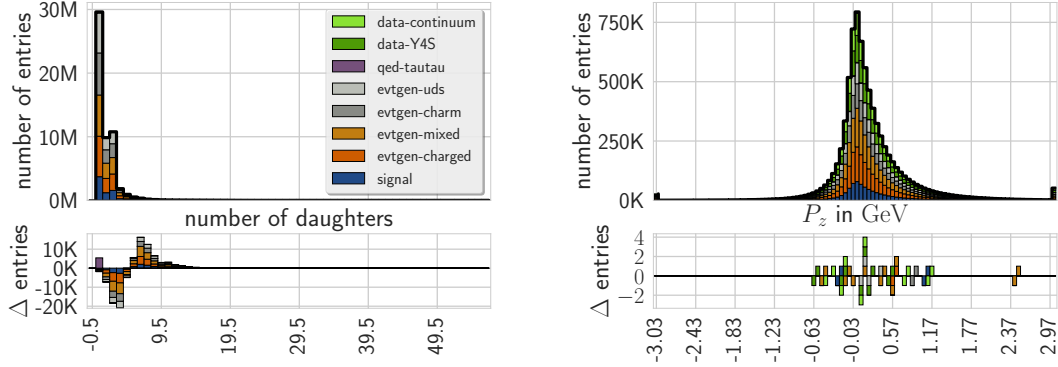 number of entries
30M
20M
10M
0M
data-continuum
data-Y4S
qed-tautau
evtgen-uds
evtgen-charm
evtgen-mixed
evtgen-charged
signal
number of daughters
Δ entries
10K
0K
-10K
-20K
-0.5
9.5
19.5
29.5
39.5
49.5
number of entries
750K
500K
250K
0K
P_z in GeV
Δ entries
4
2
0
−2
-3.03
-2.43
-1.83
-1.23
-0.63
-0.03
0.57
1.17
1.77
2.37
2.97